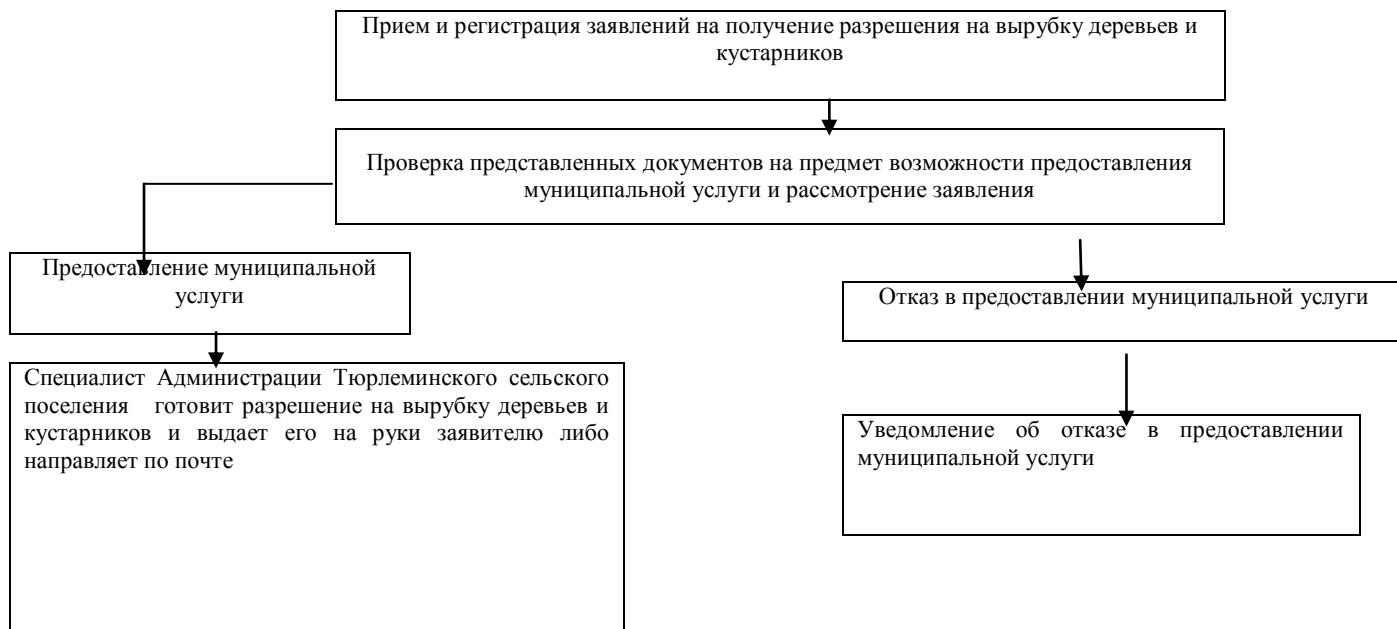 Прием и регистрация заявлений на получение разрешения на вырубку деревьев и
кустарников
Проверка представленных документов на предмет возможности предоставления
муниципальной услуги и рассмотрение заявления
Предоставление муниципальной
услуги
Отказ в предоставлении муниципальной услуги
Специалист Администрации Тюрлеминского сельского
поселения готовит разрешение на вырубку деревьев и
кустарников и выдает его на руки заявителю либо
направляет по почте
Уведомление об отказе в предоставлении
муниципальной услуги